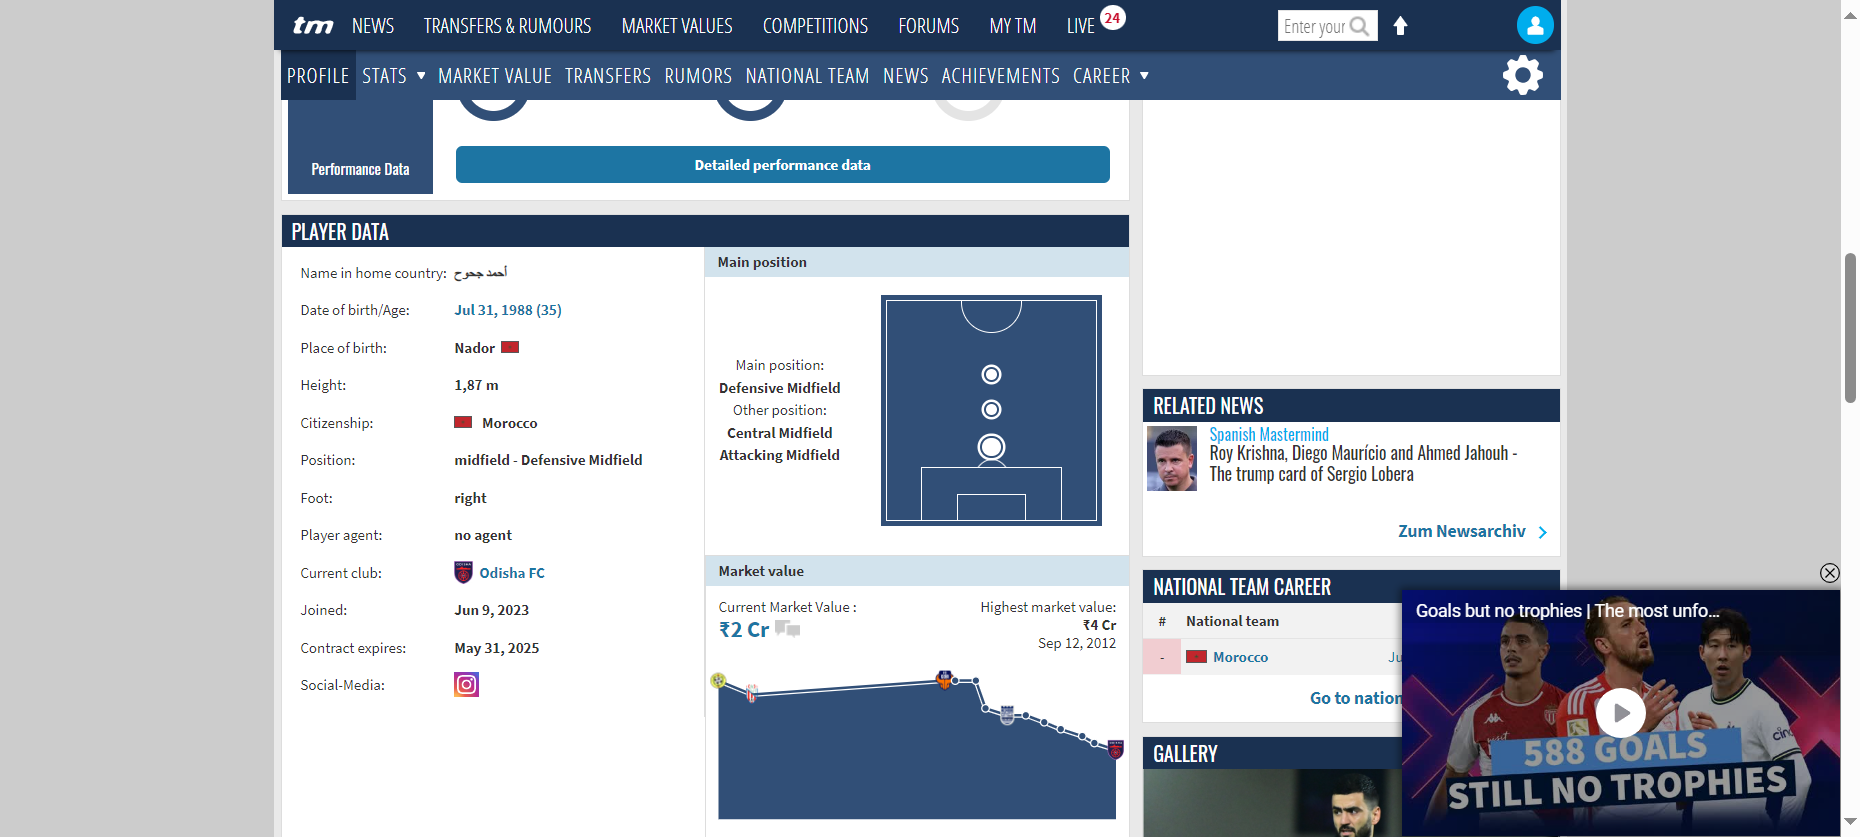 tm NEWS TRANSFERS & RUMOURS MARKET VALUES COMPETITIONS FORUMS MY TM LIVE 24 Enter your
PROFILE STATS MARKET VALUE TRANSFERS RUMORS NATIONAL TEAM NEWS ACHIEVEMENTS CAREER
Performance Data
Detailed performance data
PLAYER DATA
Name in home country: أحمد جحوح
Date of birth/Age: Jul 31, 1988 (35)
Place of birth: Nador
Height: 1,87 m
Citizenship: Morocco
Position: midfield - Defensive Midfield
Foot: right
Player agent: no agent
Current club: Odisha FC
Joined: Jun 9, 2023
Contract expires: May 31, 2025
Social-Media:
Main position
Main position:
Defensive Midfield
Other position:
Central Midfield
Attacking Midfield
Market value
Current Market Value :
₹2 Cr
Highest market value:
₹4 Cr
Sep 12, 2012
RELATED NEWS
Spanish Mastermind
Roy Krishna, Diego Maurício and Ahmed Jahouh -
The trump card of Sergio Lobera
Zum Newsarchiv
NATIONAL TEAM CAREER
# National team
- Morocco Ju
Go to nation
GALLERY
Goals but no trophies | The most unfo...
588 GOALS
STILL NO TROPHIES